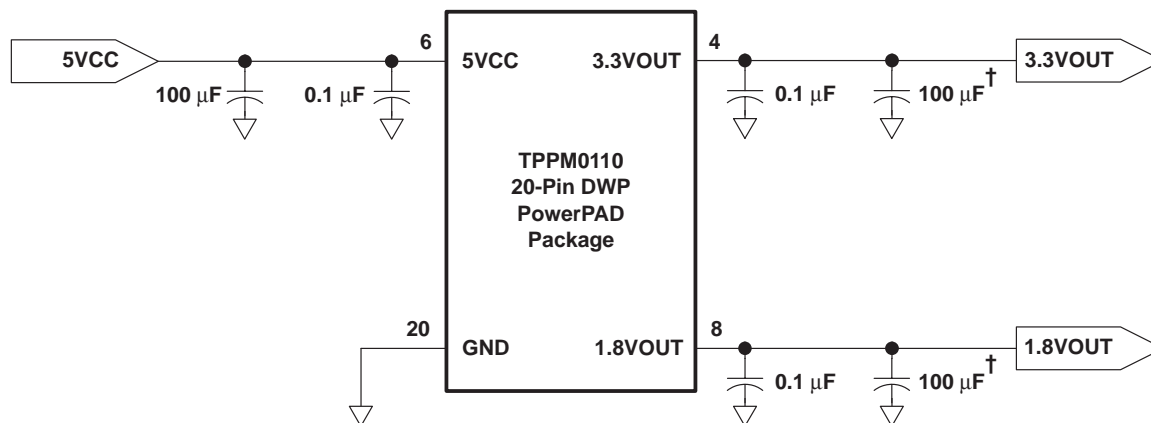 5VCC
6
5VCC
100 μF
0.1 μF
3.3VOUT
4
0.1 μF
100 μF†
3.3VOUT
TPPM0110
20-Pin DWP
PowerPAD
Package
20
GND
1.8VOUT
8
0.1 μF
100 μF†
1.8VOUT